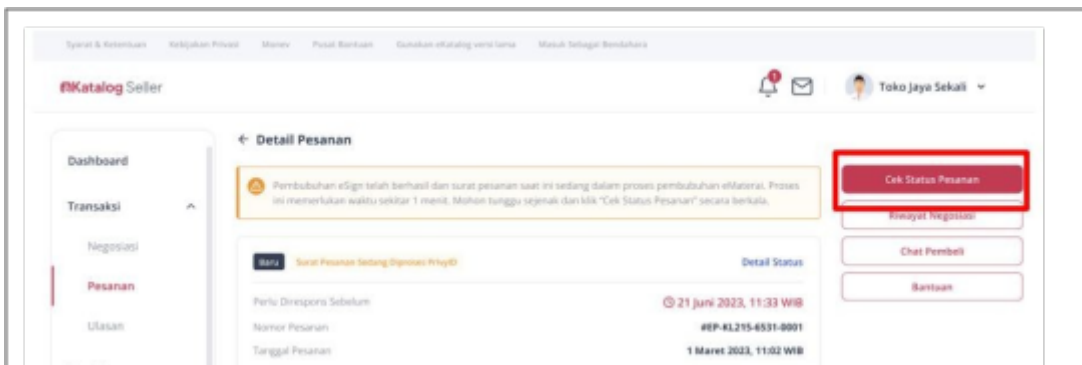 Syarat & Ketentuan Kebijakan Privasi Monev Pusat Bantuan Gunakan eKatalog versi lama Masuk Sebagai Bendahara
Katalog Seller
Toko Jaya Sekali
← Detail Pesanan
Dashboard
Transaksi
Negosiasi
Pesanan
Ulasan
Pembubuhan eSign telah berhasil dan surat pesanan saat ini sedang dalam proses pembubuhan eMaterai. Proses
ini memerlukan waktu sekitar 1 menit. Mohon tunggu sejenak dan klik "Cek Status Pesanan" secara berkala.
Baru Surat Pesanan Sedang Diproses PrivyID Detail Status
Perlu Direspons Sebelum 21 Juni 2023, 11:33 WIB
Nomor Pesanan #EP-KL215-6531-0001
Tanggal Pesanan 1 Maret 2023, 11:02 WIB
Cek Status Pesanan
Riwayat Negosiasi
Chat Pembeli
Bantuan